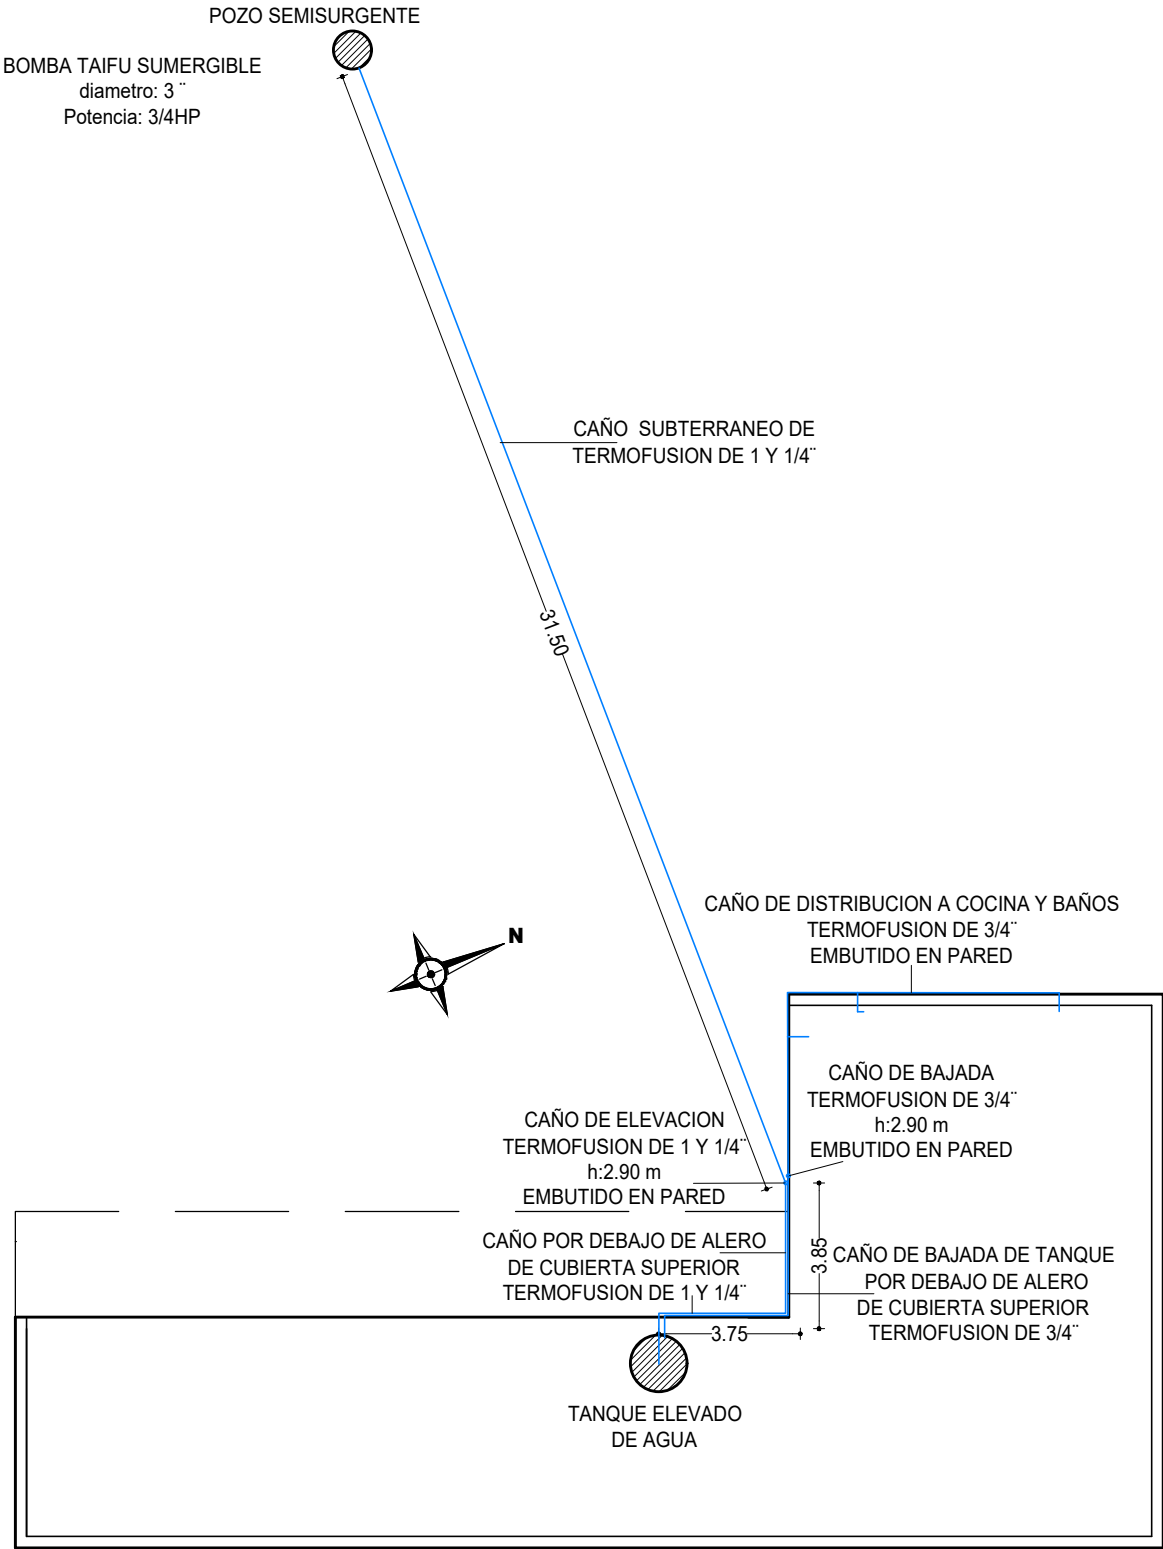 POZO SEMISURGENTE
BOMBA TAIFU SUMERGIBLE
diametro: 3 ¨
Potencia: 3/4HP
CAÑO SUBTERRANEO DE
TERMOFUSION DE 1 Y 1/4¨
31.50
CAÑO DE DISTRIBUCION A COCINA Y BAÑOS
TERMOFUSION DE 3/4¨
EMBUTIDO EN PARED
N
CAÑO DE BAJADA
TERMOFUSION DE 3/4¨
h:2.90 m
EMBUTIDO EN PARED
CAÑO DE ELEVACION
TERMOFUSION DE 1 Y 1/4¨
h:2.90 m
EMBUTIDO EN PARED
CAÑO POR DEBAJO DE ALERO
DE CUBIERTA SUPERIOR
TERMOFUSION DE 1 Y 1/4¨
3.85
CAÑO DE BAJADA DE TANQUE
POR DEBAJO DE ALERO
DE CUBIERTA SUPERIOR
TERMOFUSION DE 3/4¨
3.75
TANQUE ELEVADO
DE AGUA